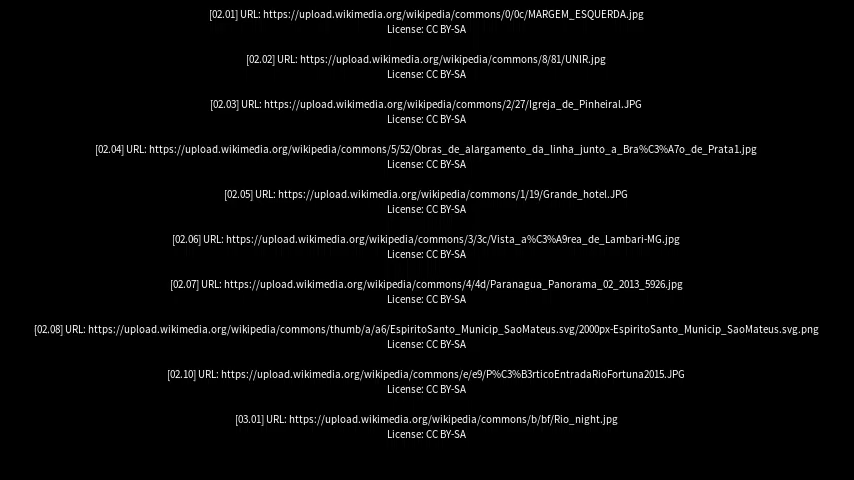 [02.01] URL: https://upload.wikimedia.org/wikipedia/commons/0/0c/MARGEM_ESQUERDA.jpg
License: CC BY-SA
[02.02] URL: https://upload.wikimedia.org/wikipedia/commons/8/81/UNIR.jpg
License: CC BY-SA
[02.03] URL: https://upload.wikimedia.org/wikipedia/commons/2/27/Igreja_de_Pinheiral.JPG
License: CC BY-SA
[02.04] URL: https://upload.wikimedia.org/wikipedia/commons/5/52/Obras_de_alargamento_da_linha_junto_a_Bra%C3%A7o_de_Prata1.jpg
License: CC BY-SA
[02.05] URL: https://upload.wikimedia.org/wikipedia/commons/1/19/Grande_hotel.JPG
License: CC BY-SA
[02.06] URL: https://upload.wikimedia.org/wikipedia/commons/3/3c/Vista_a%C3%A9rea_de_Lambari-MG.jpg
License: CC BY-SA
[02.07] URL: https://upload.wikimedia.org/wikipedia/commons/4/4d/Paranagua_Panorama_02_2013_5926.jpg
License: CC BY-SA
[02.08] URL: https://upload.wikimedia.org/wikipedia/commons/thumb/a/a6/EspiritoSanto_Municip_SaoMateus.svg/2000px-EspiritoSanto_Municip_SaoMateus.svg.png
License: CC BY-SA
[02.10] URL: https://upload.wikimedia.org/wikipedia/commons/e/e9/P%C3%B3rticoEntradaRioFortuna2015.JPG
License: CC BY-SA
[03.01] URL: https://upload.wikimedia.org/wikipedia/commons/b/bf/Rio_night.jpg
License: CC BY-SA